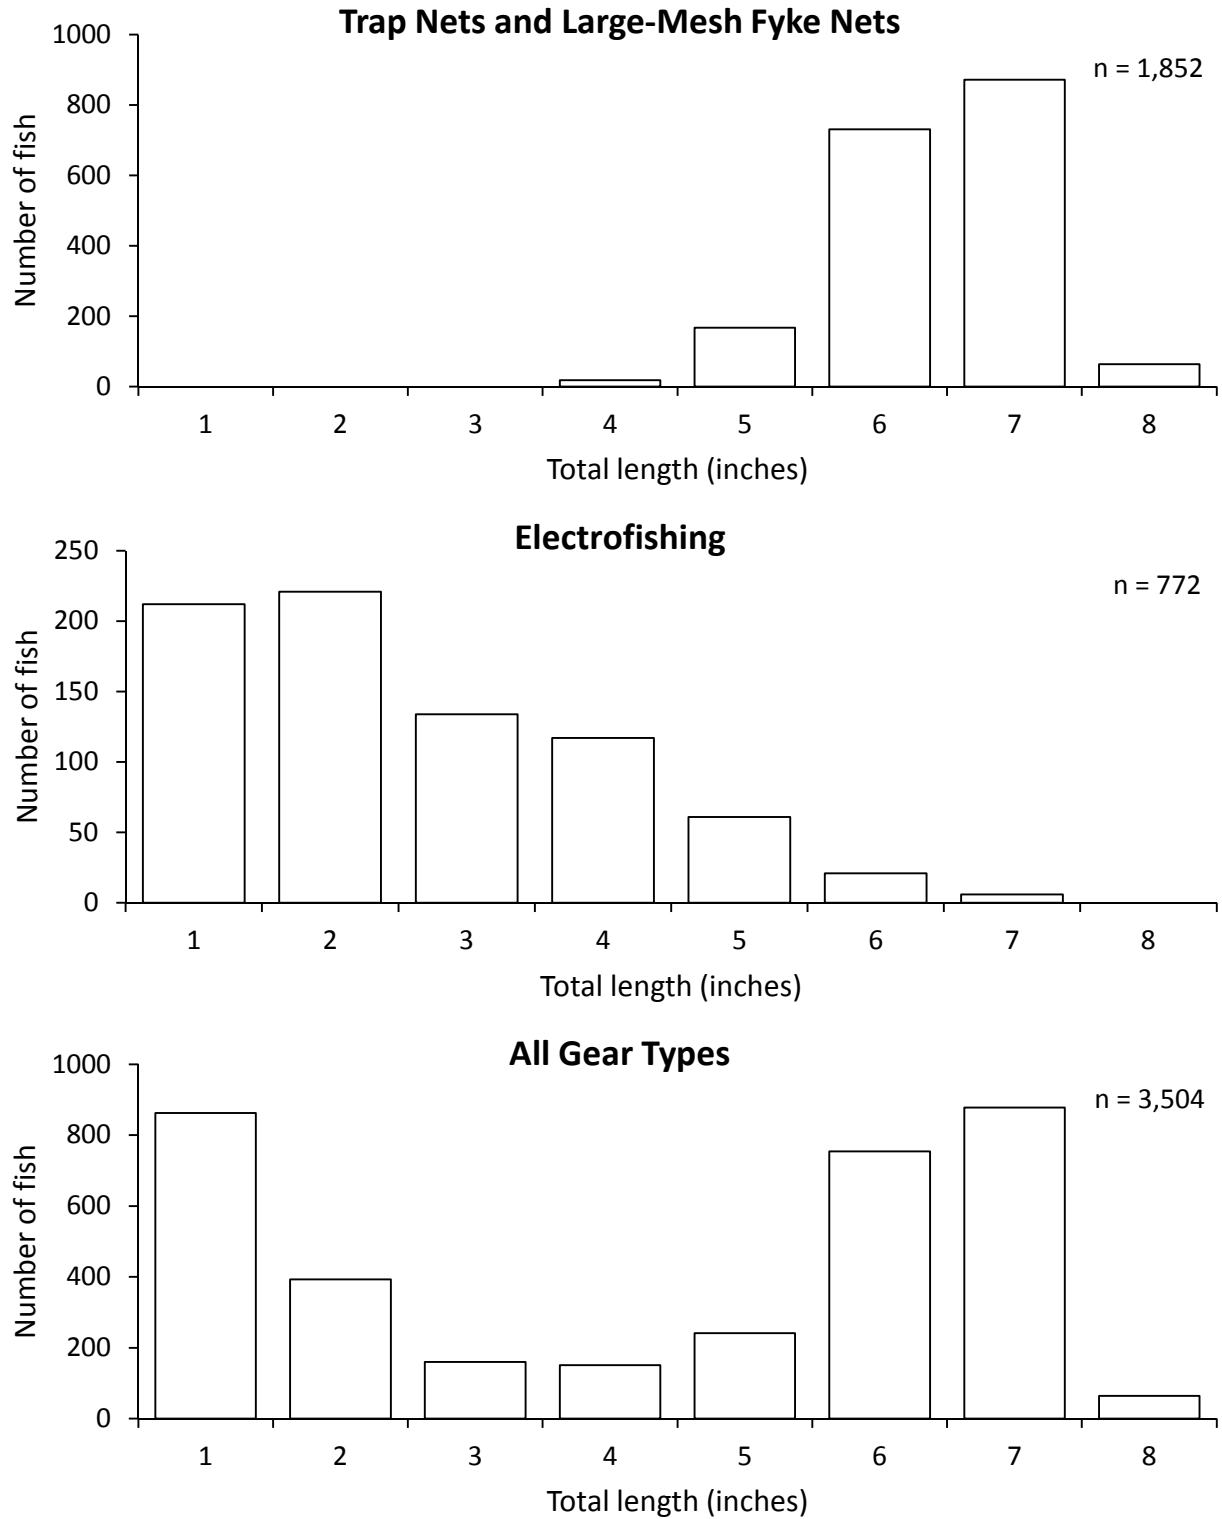 Trap Nets and Large-Mesh Fyke Nets
n = 1,852
Number of fish
1000
800
600
400
200
0
1 2 3 4 5 6 7 8
Total length (inches)
Electrofishing
n = 772
Number of fish
250
200
150
100
50
0
1 2 3 4 5 6 7 8
Total length (inches)
All Gear Types
n = 3,504
Number of fish
1000
800
600
400
200
0
1 2 3 4 5 6 7 8
Total length (inches)